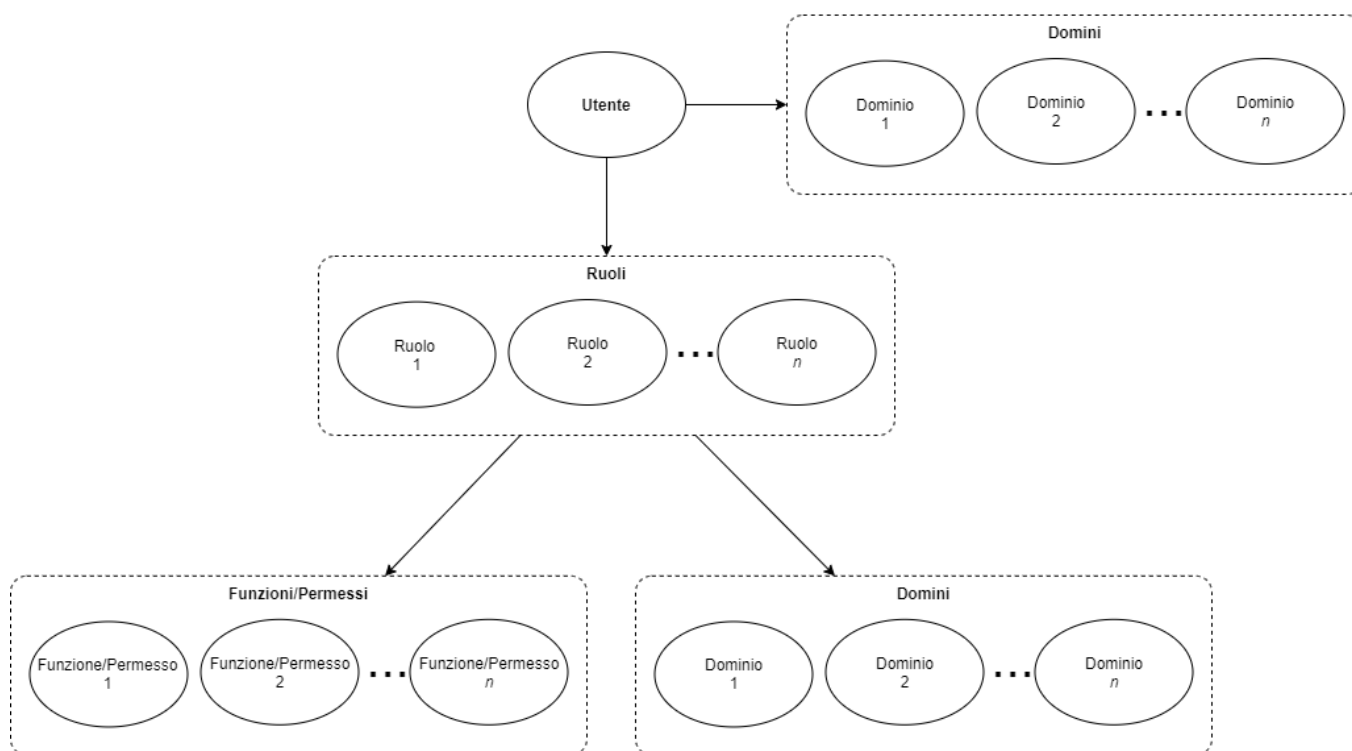 Domini
Utente
Dominio
1
Dominio
2
...
Dominio
n
Ruoli
Ruolo
1
Ruolo
2
...
Ruolo
n
Funzioni/Permessi
Funzione/Permesso
1
Funzione/Permesso
2
...
Funzione/Permesso
n
Domini
Dominio
1
Dominio
2
...
Dominio
n